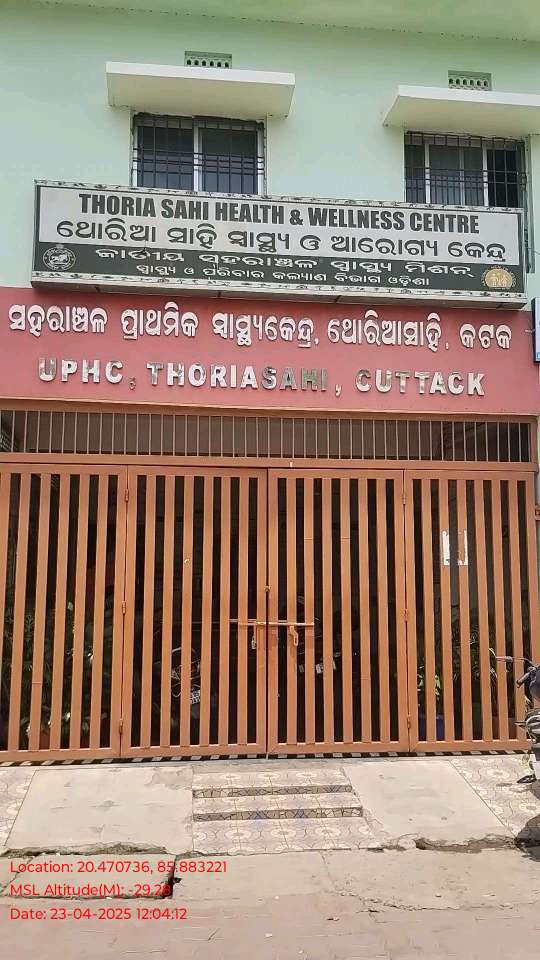 THORIA SAHI HEALTH & WELLNESS CENTRE
ଥୋରିଆ ସାହି ସ୍ୱାସ୍ଥ୍ୟ ଓ ଆରୋଗ୍ୟ କେନ୍ଦ୍ର
ଜାତୀୟ ସହରାଞ୍ଚଳ ସ୍ୱାସ୍ଥ୍ୟ ମିଶନ୍
ସ୍ୱାସ୍ଥ୍ୟ ଓ ପରିବାର କଲ୍ୟାଣ ବିଭାଗ ଓଡ଼ିଶା
ସହରାଞ୍ଚଳ ପ୍ରାଥମିକ ସ୍ୱାସ୍ଥ୍ୟକେନ୍ଦ୍ର, ଥୋରିଆସାହି, କଟକ
UPHC, THORIASAHI, CUTTACK
Location: 20.470736, 85.883221
MSL Altitude(M): -29.28
Date: 23-04-2025 12:04:12